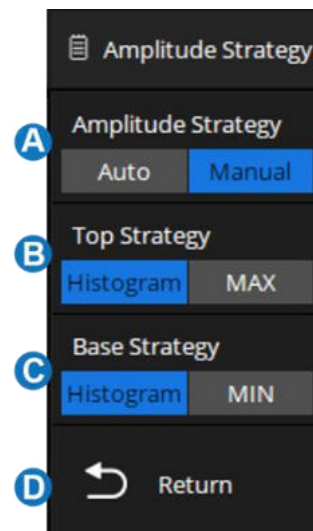 Amplitude Strategy
A
Amplitude Strategy
Auto Manual
B
Top Strategy
Histogram MAX
C
Base Strategy
Histogram MIN
D
Return